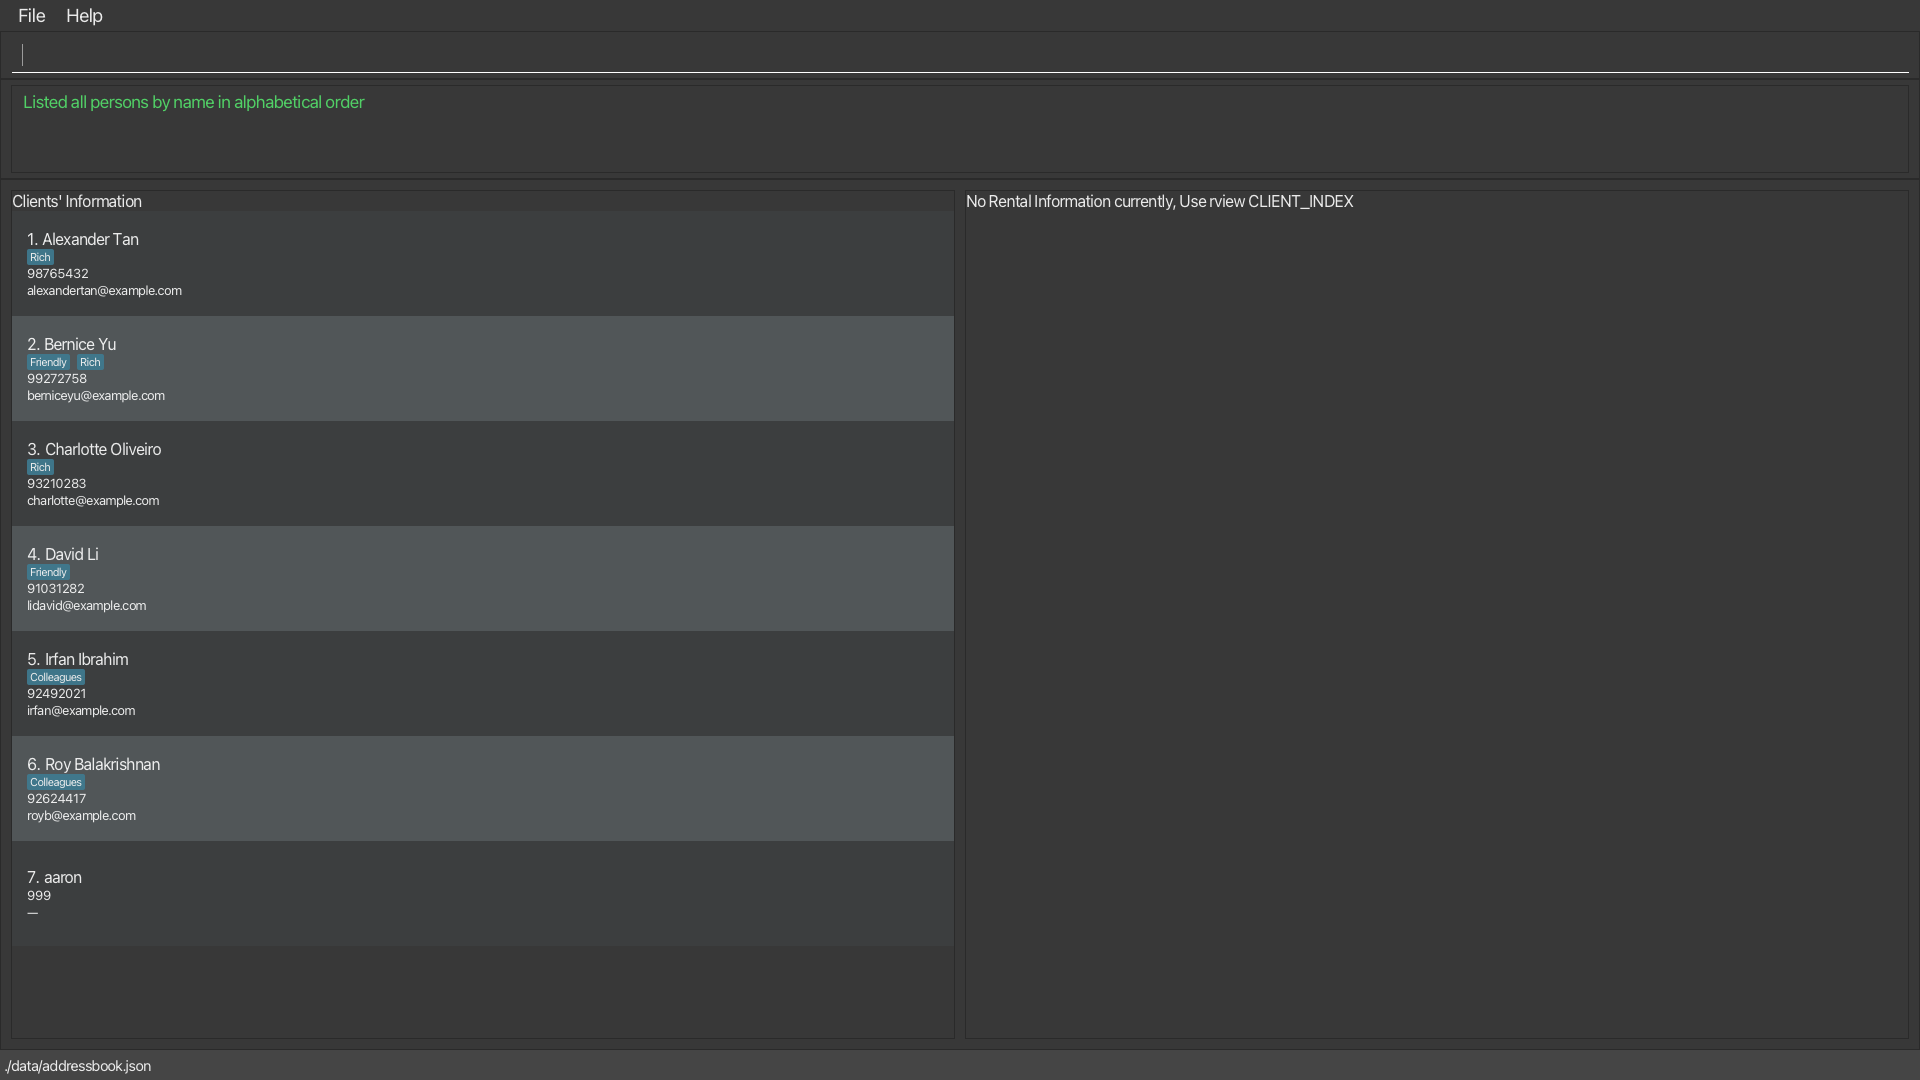 File Help
Listed all persons by name in alphabetical order
Clients' Information
1. Alexander Tan
Rich
98765432
alexandertan@example.com
2. Bernice Yu
Friendly Rich
99272758
berniceyu@example.com
3. Charlotte Oliveiro
Rich
93210283
charlotte@example.com
4. David Li
Friendly
91031282
lidavid@example.com
5. Irfan Ibrahim
Colleagues
92492021
irfan@example.com
6. Roy Balakrishnan
Colleagues
92624417
royb@example.com
7. aaron
999
—
No Rental Information currently, Use rview CLIENT_INDEX
./data/addressbook.json